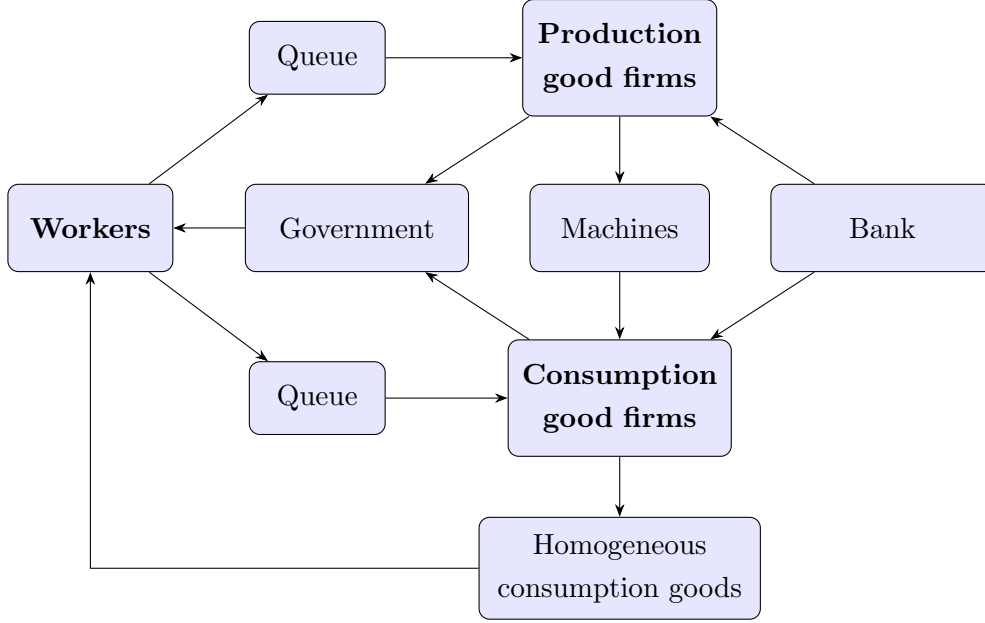 Queue
Production
good firms
Workers
Government
Machines
Bank
Queue
Consumption
good firms
Homogeneous
consumption goods